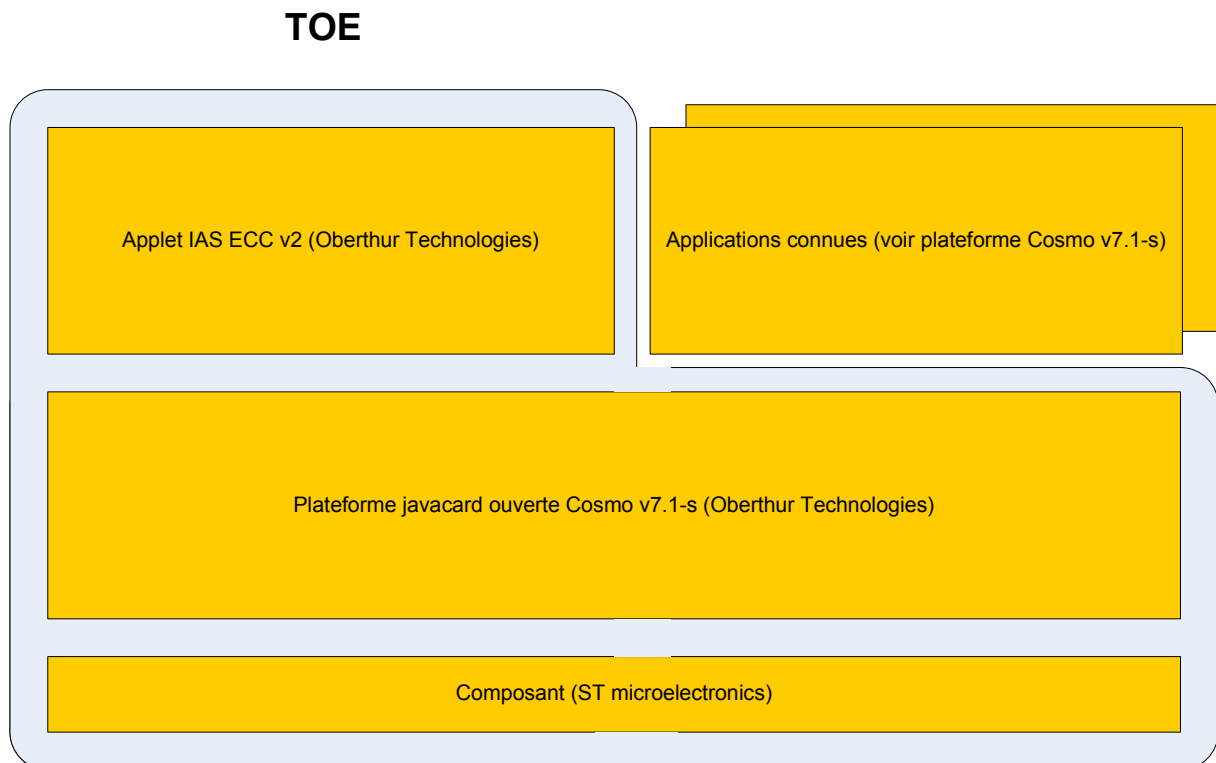 TOE
Applet IAS ECC v2 (Oberthur Technologies)
Applications connues (voir plateforme Cosmo v7.1-s)
Plateforme javacard ouverte Cosmo v7.1-s (Oberthur Technologies)
Composant (ST microelectronics)